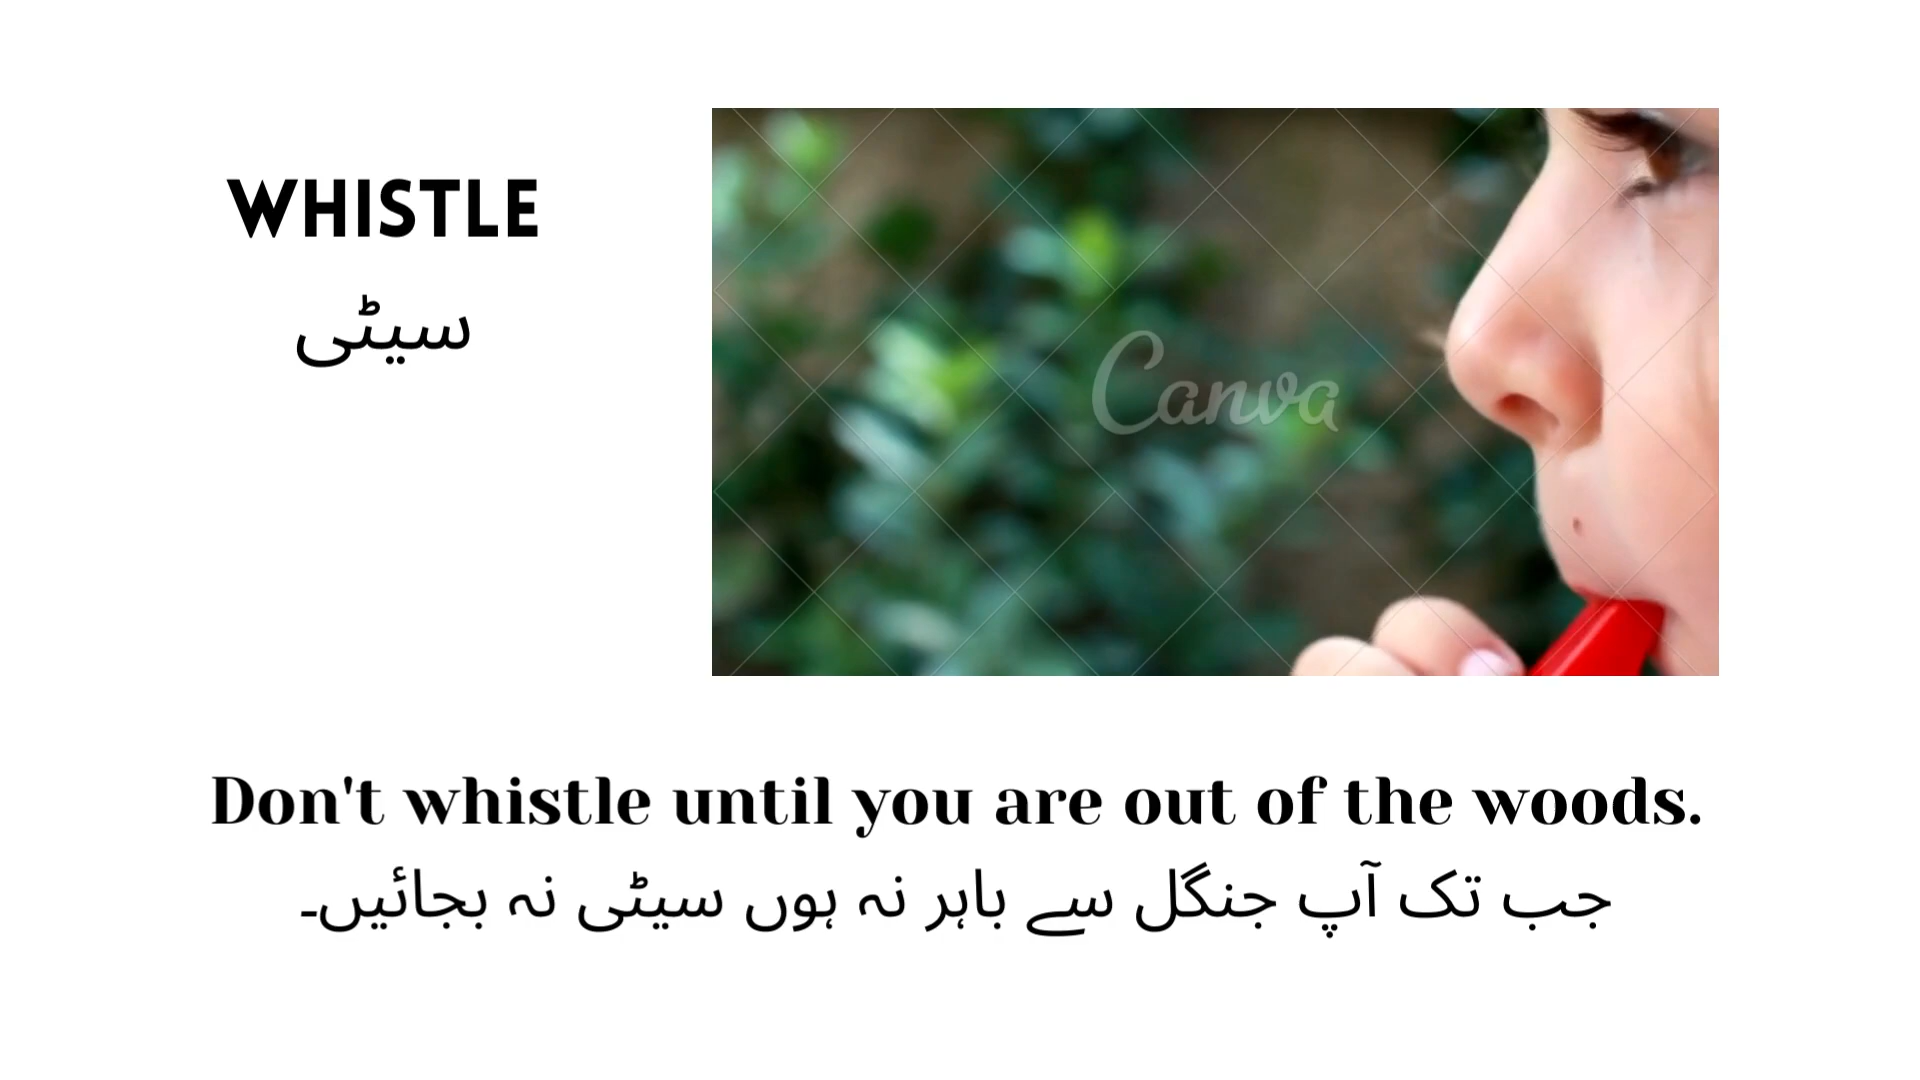 WHISTLE
سیٹی
Canva
Don't whistle until you are out of the woods.
جب تک آپ جنگل سے باہر نہ ہوں سیٹی نہ بجائیں۔